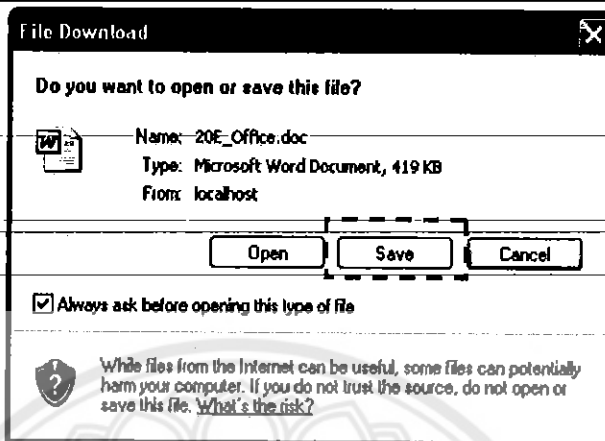 File Download
Do you want to open or save this file?
Name: 20E_Office.doc
Type: Microsoft Word Document, 419 KB
From: localhost
Open Save Cancel
Always ask before opening this type of file
While files from the Internet can be useful, some files can potentially
harm your computer. If you do not trust the source, do not open or
save this file. What's the risk?